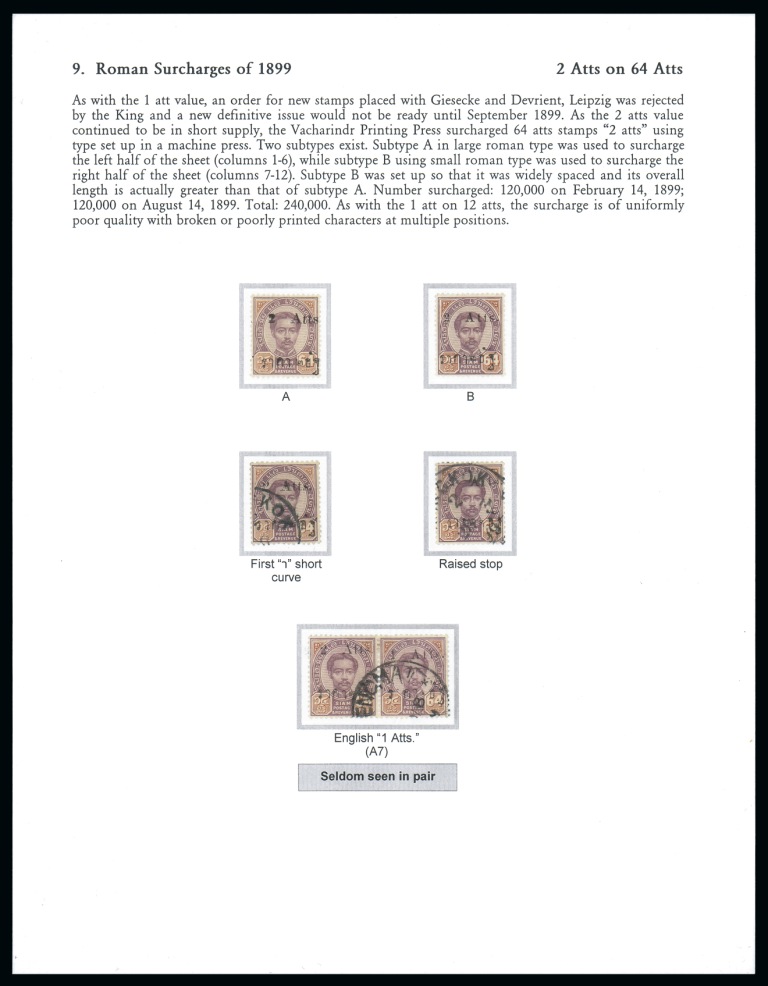 9. Roman Surcharges of 1899 2 Atts on 64 Atts
As with the 1 att value, an order for new stamps placed with Giesecke and Devrient, Leipzig was rejected
by the King and a new definitive issue would not be ready until September 1899. As the 2 atts value
continued to be in short supply, the Vacharindr Printing Press surcharged 64 atts stamps “2 atts” using
type set up in a machine press. Two subtypes exist. Subtype A in large roman type was used to surcharge
the left half of the sheet (columns 1-6), while subtype B using small roman type was used to surcharge the
right half of the sheet (columns 7-12). Subtype B was set up so that it was widely spaced and its overall
length is actually greater than that of subtype A. Number surcharged: 120,000 on February 14, 1899;
120,000 on August 14, 1899. Total: 240,000. As with the 1 att on 12 atts, the surcharge is of uniformly
poor quality with broken or poorly printed characters at multiple positions.
2 Atts
A
B
First “า” short
curve
Raised stop
English “1 Atts.”
(A7)
Seldom seen in pair